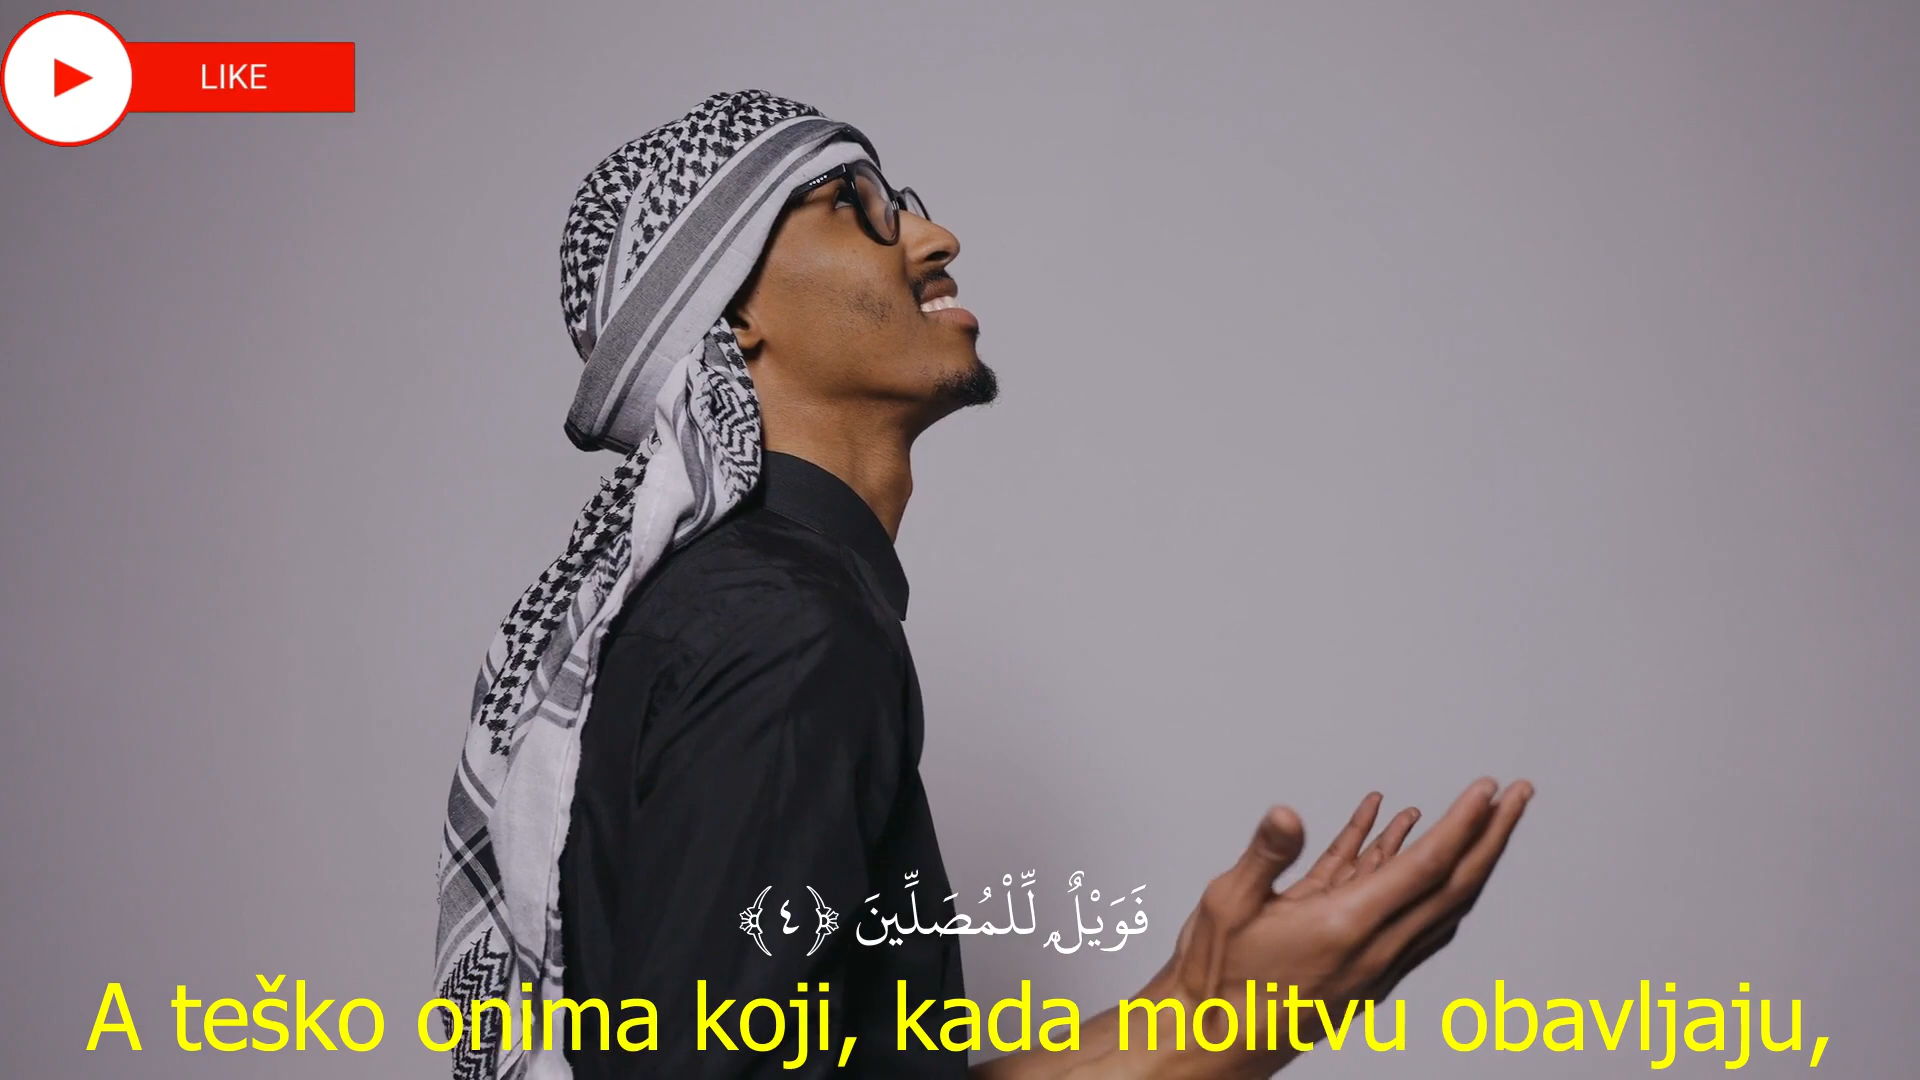 LIKE
فَوَيْلٌ لِّلْمُصَلِّينَ ﴿٤﴾
A teško onima koji, kada molitvu obavljaju,